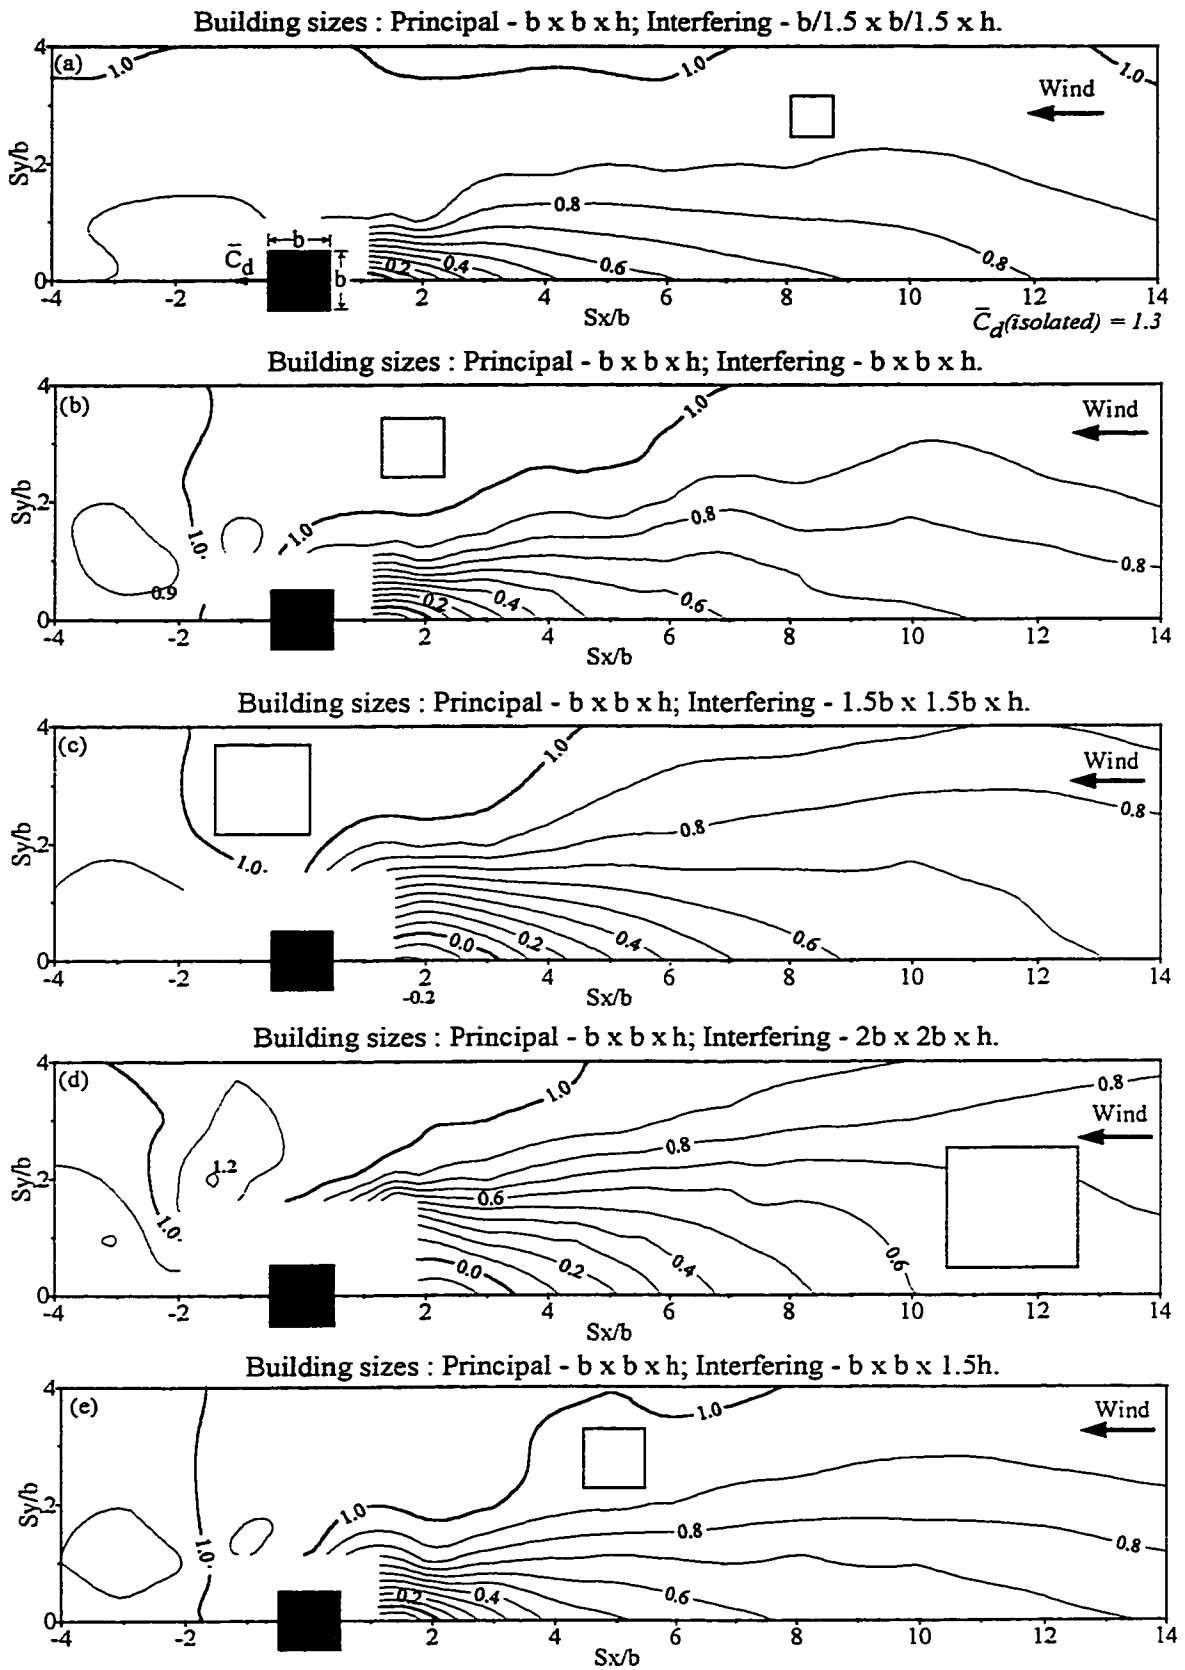 Building sizes : Principal - b x b x h; Interfering - b/1.5 x b/1.5 x h.
(a)
1.0
1.0
1.0
Wind
Sy/b
4
2
0
0.8
0.8
0.6
0.4
0.2
b
b
C̅d
-4 -2 2 4 6 8 10 12 14
Sx/b
C̅d(isolated) = 1.3
Building sizes : Principal - b x b x h; Interfering - b x b x h.
(b)
1.0
1.0
1.0
Wind
Sy/b
4
2
0
0.9
0.8
0.8
0.6
0.4
0.2
-4 -2 2 4 6 8 10 12 14
Sx/b
Building sizes : Principal - b x b x h; Interfering - 1.5b x 1.5b x h.
(c)
1.0
1.0
Wind
Sy/b
4
2
0
0.8
0.8
0.6
0.4
0.2
0.0
-4 -2 2 4 6 8 10 12 14
-0.2
Sx/b
Building sizes : Principal - b x b x h; Interfering - 2b x 2b x h.
(d)
1.0
1.0
1.2
Wind
Sy/b
4
2
0
0.8
0.8
0.6
0.6
0.4
0.2
0.0
-4 -2 2 4 6 8 10 12 14
Sx/b
Building sizes : Principal - b x b x h; Interfering - b x b x 1.5h.
(e)
1.0
1.0
1.0
Wind
Sy/b
4
2
0
0.8
0.8
0.6
0.4
0.2
-4 -2 2 4 6 8 10 12 14
Sx/b